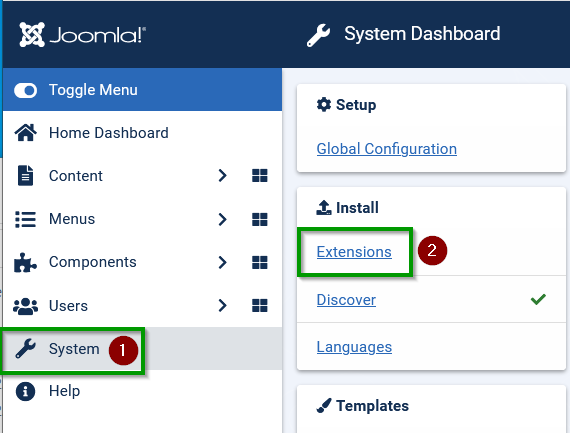 Joomla!®
System Dashboard
Toggle Menu
Home Dashboard
Content
Menus
Components
Users
System 1
Help
Setup
Global Configuration
Install
Extensions 2
Discover
Languages
Templates